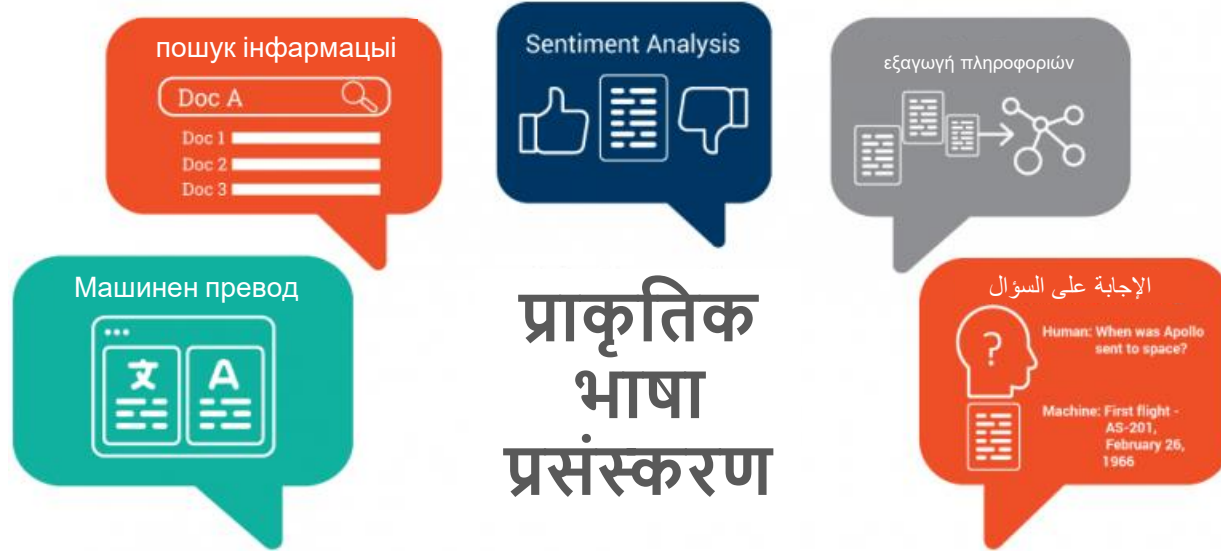 пошук інфармацыі
Doc A
Doc 1
Doc 2
Doc 3
Sentiment Analysis
εξαγωγή πληροφοριών
Машинен превод
文 A
प्राकृतिक
भाषा
प्रसंस्करण
الإجابة على السؤال
?
Human: When was Apollo
sent to space?
Machine: First flight -
AS-201,
February 26,
1966